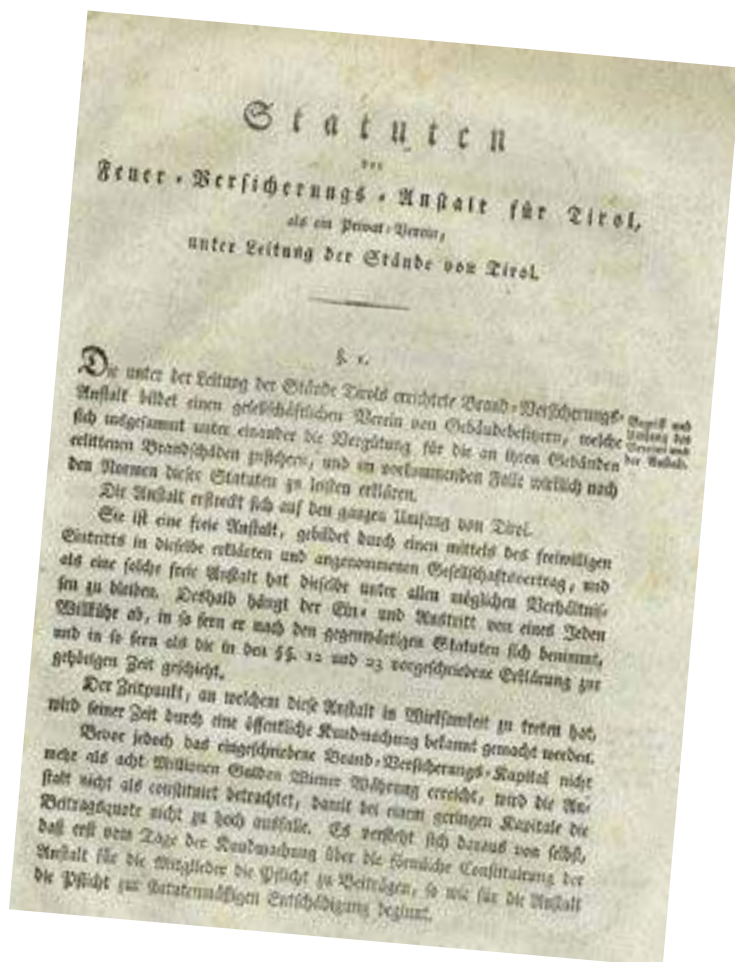 Statuten
der
Feuer-Versicherungs-Anstalt für Tirol,
als ein Privat-Verein,
unter Leitung der Stände von Tirol.
§. 1.
Die unter der Leitung der Stände Tirols errichtete Brand-Versicherungs-
Anstalt bildet einen gesellschäftlichen Verein von Gebäudebesitzern, welche
sich insgesammt unter einander die Vergütung für die an ihren Gebäuden
erlittenen Brandschäden zusichern, und im vorkommenden Falle wirklich nach
den Normen dieser Statuten zu leisten erklären.
Begriff und
Umfang des
Vereins und
der Anstalt.
Die Anstalt erstreckt sich auf den ganzen Umfang von Tirol.
Sie ist eine freie Anstalt, gebildet durch einen mittels des freiwilligen
Eintritts in dieselbe erklärten und angenommenen Gesellschaftsvertrag, und
als eine solche freie Anstalt hat dieselbe unter allen möglichen Verhältnis-
sen zu bleiben. Deshalb hängt der Ein- und Austritt von eines Jeden
Willkühr ab, in so fern er nach den gegenwärtigen Statuten sich benimmt,
und in so fern als die in den §§. 12 und 23 vorgeschriebene Erklärung zur
gehörigen Zeit geschieht.
Der Zeitpunkt, an welchem diese Anstalt in Wirksamkeit zu treten hat,
wird seiner Zeit durch eine öffentliche Kundmachung bekannt gemacht werden.
Bevor jedoch das eingeschriebene Brand-Versicherungs-Kapital nicht
mehr als acht Millionen Gulden Wiener Währung erreicht, wird die An-
stalt nicht als constituirt betrachtet, damit bei einem geringen Kapitale die
Beitragsquote nicht zu hoch ausfalle. Es versteht sich daraus von selbst,
daß erst vom Tage der Kundmachung über die förmliche Constituirung der
Anstalt für die Mitglieder die Pflicht zu Beiträgen, so wie für die Anstalt
die Pflicht zur statutenmäßigen Entschädigung beginnt.